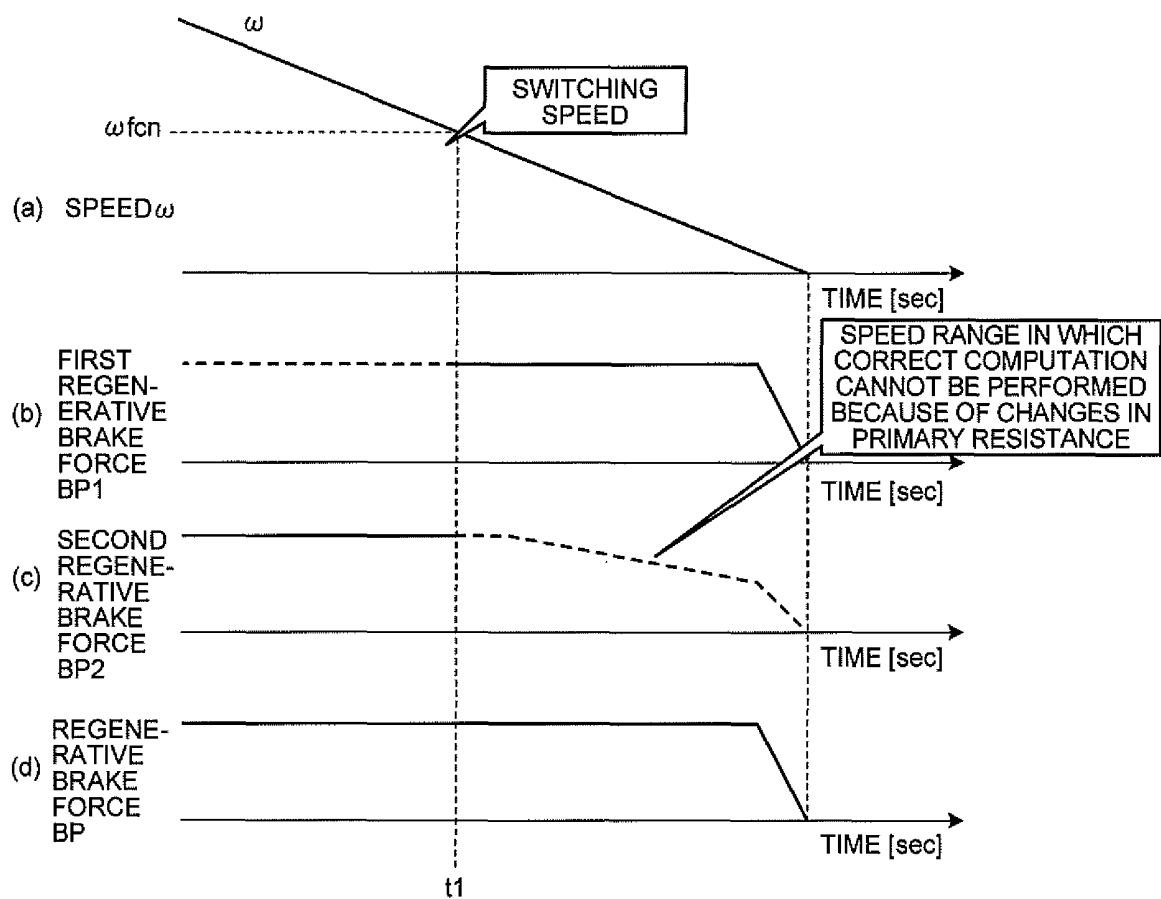 ω
SWITCHING
SPEED
ωfcn
(a) SPEEDω
TIME [sec]
SPEED RANGE IN WHICH
CORRECT COMPUTATION
CANNOT BE PERFORMED
BECAUSE OF CHANGES IN
PRIMARY RESISTANCE
(b)
FIRST
REGEN-
ERATIVE
BRAKE
FORCE
BP1
TIME [sec]
(c)
SECOND
REGENE-
RATIVE
BRAKE
FORCE
BP2
TIME [sec]
(d)
REGENE-
RATIVE
BRAKE
FORCE
BP
TIME [sec]
t1